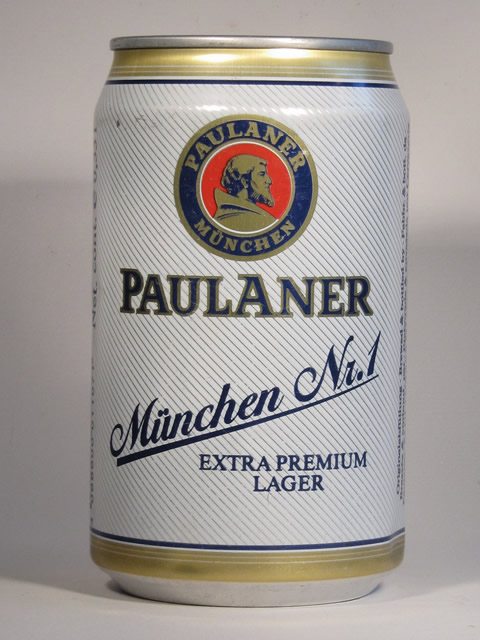 PAULANER
MÜNCHEN
PAULANER
München Nr.1
EXTRA PREMIUM
LAGER